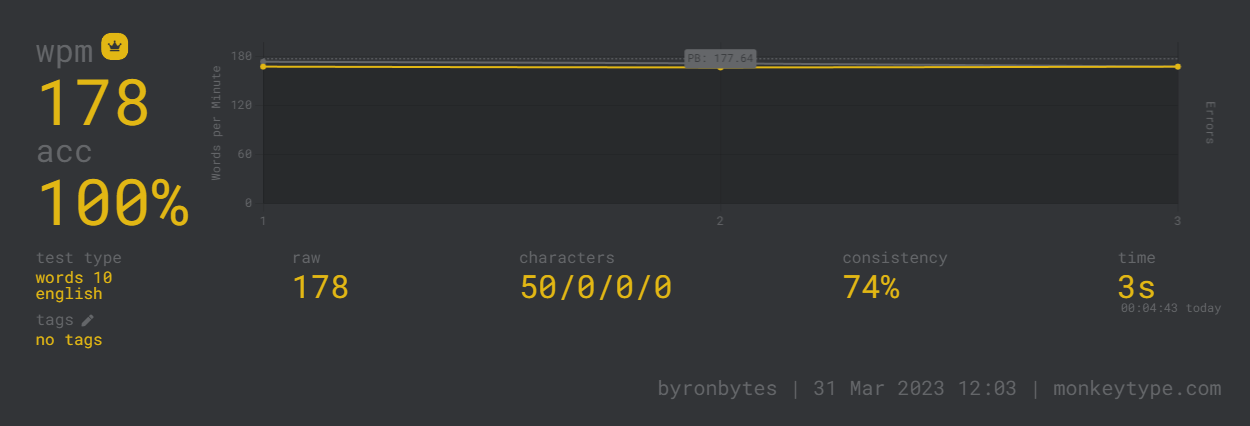 wpm
178
acc
100%
Words per Minute
180
120
60
0
PB: 177.64
1
2
3
Errors
test type
words 10
english
tags
no tags
raw
178
characters
50/0/0/0
consistency
74%
time
3s
00:04:43 today
byronbytes | 31 Mar 2023 12:03 | monkeytype.com